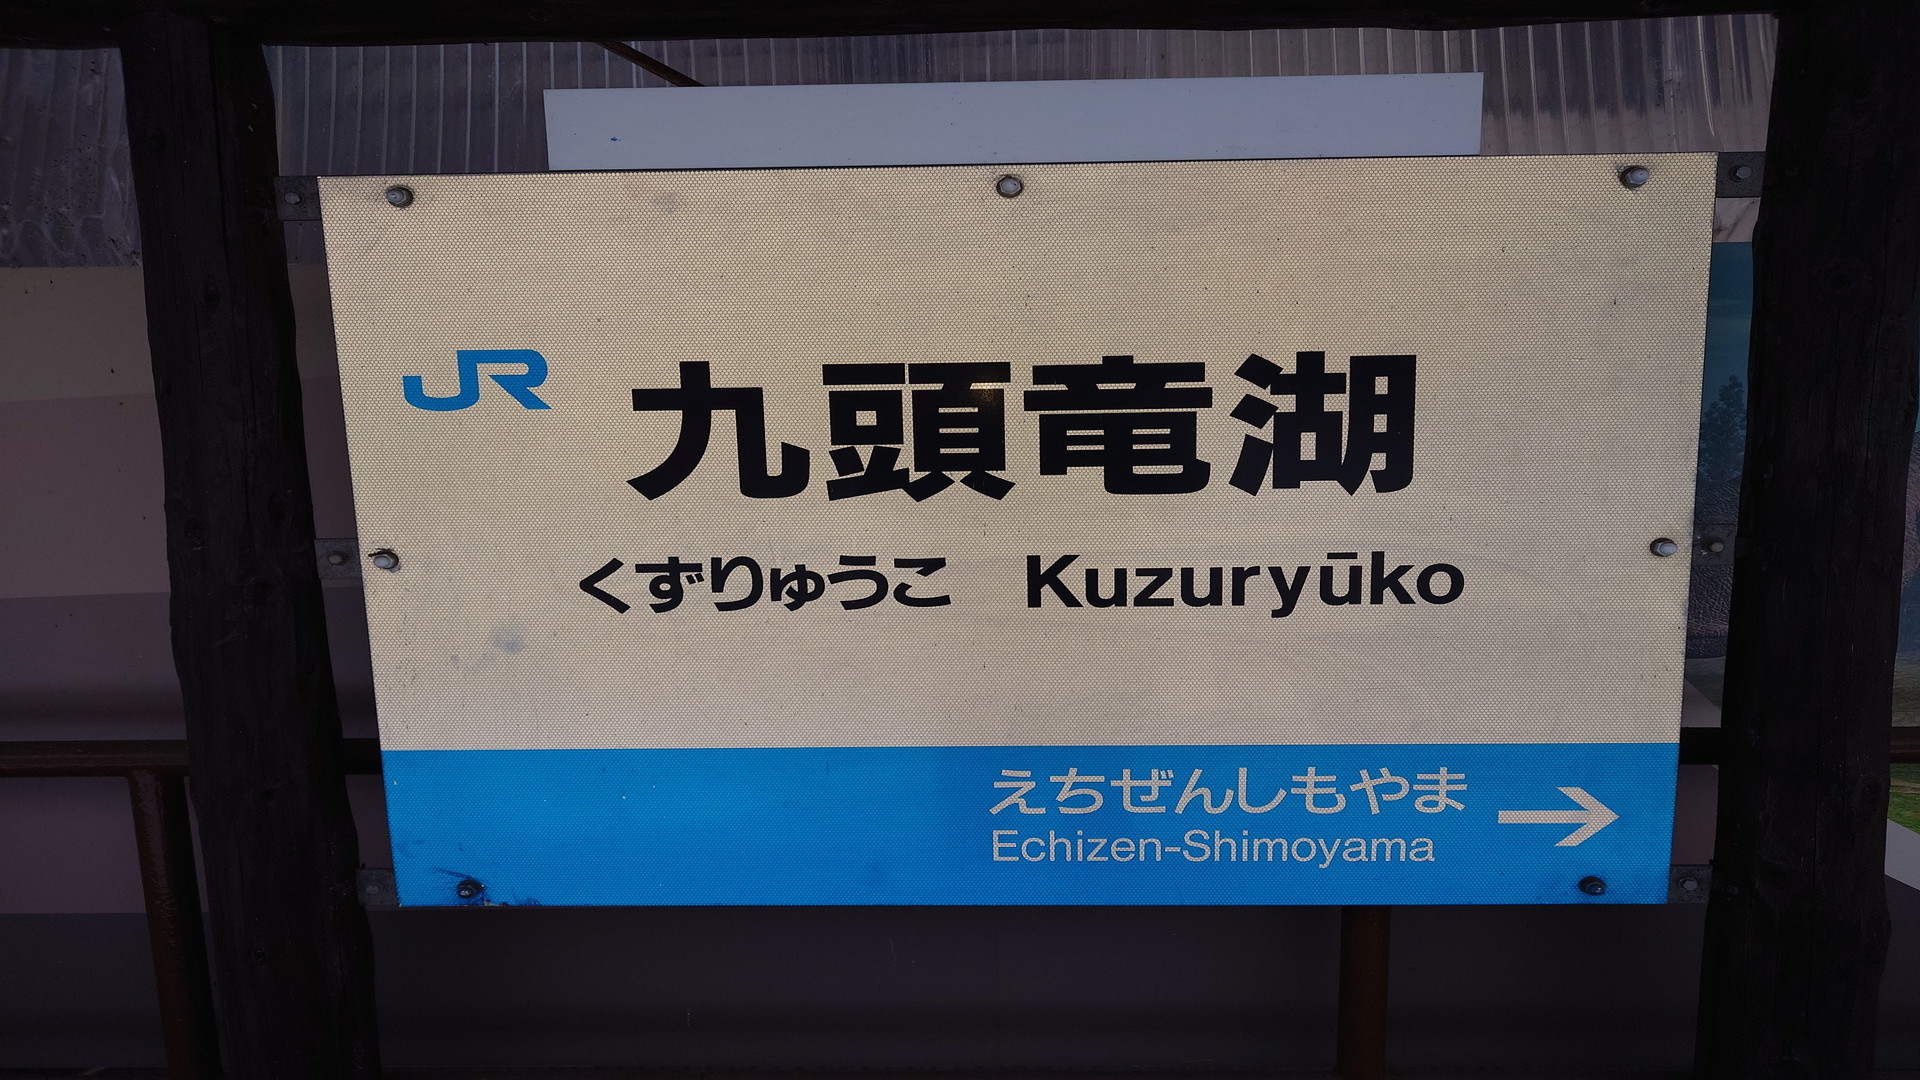 JR 九頭竜湖
くずりゅうこ Kuzuryūko
えちぜんしもやま →
Echizen-Shimoyama